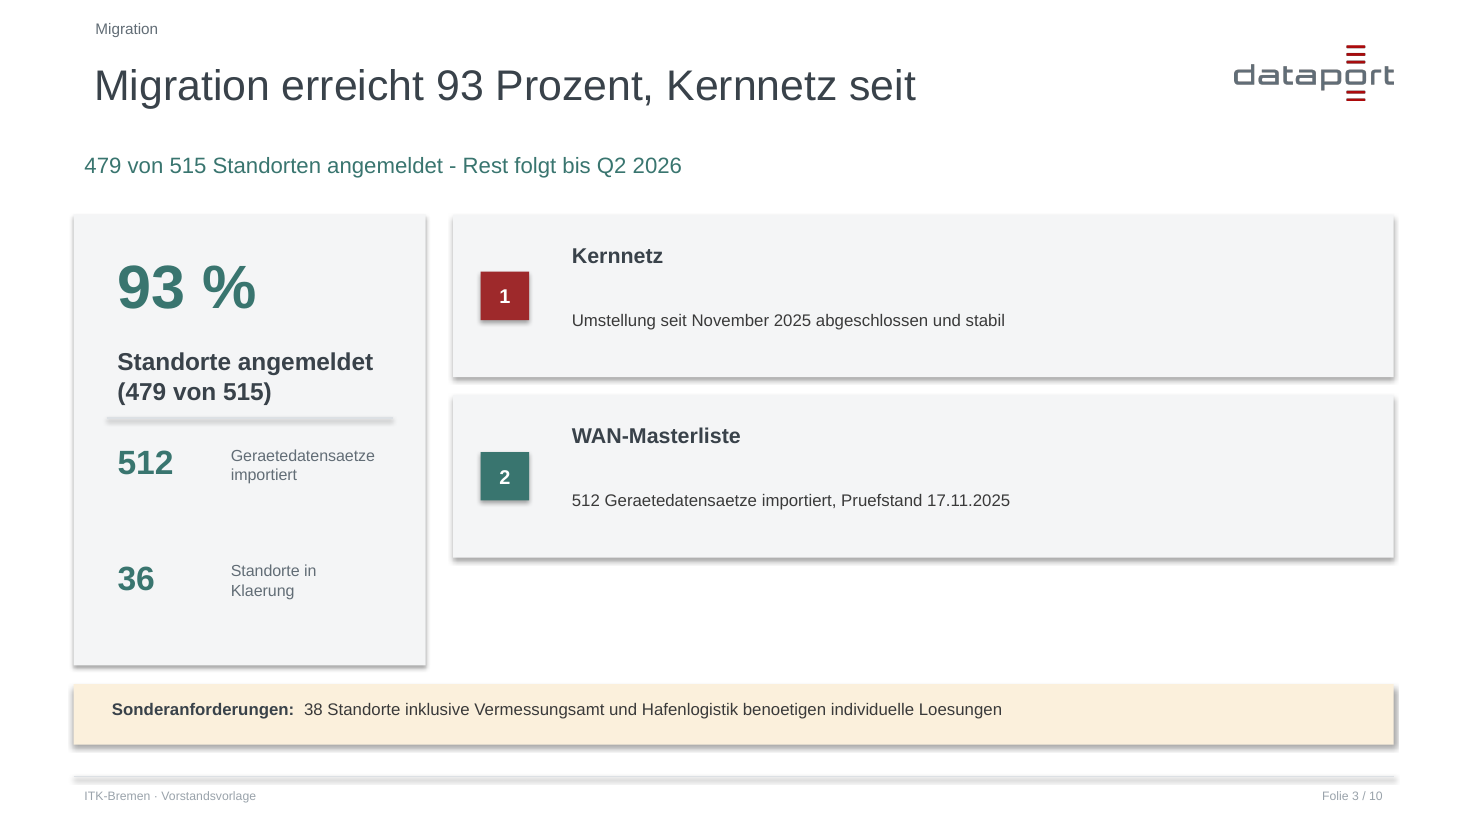 Migration
Migration erreicht 93 Prozent, Kernnetz seit
dataport
479 von 515 Standorten angemeldet - Rest folgt bis Q2 2026
93 %
Standorte angemeldet
(479 von 515)
512
Geraetedatensaetze
importiert
36
Standorte in
Klaerung
Kernnetz
1
Umstellung seit November 2025 abgeschlossen und stabil
WAN-Masterliste
2
512 Geraetedatensaetze importiert, Pruefstand 17.11.2025
Sonderanforderungen: 38 Standorte inklusive Vermessungsamt und Hafenlogistik benoetigen individuelle Loesungen
ITK-Bremen · Vorstandsvorlage
Folie 3 / 10